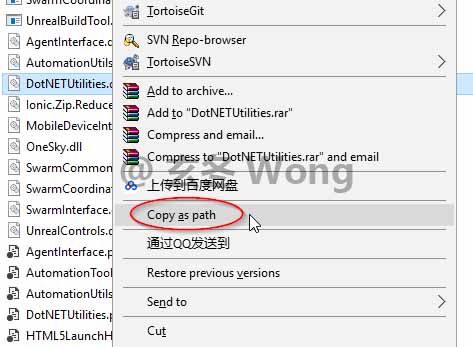 SwarmCoordin
UnrealBuildTool.
AgentInterface.d
AutomationUtils
DotNETUtilities.d
Ionic.Zip.Reduce
MobileDeviceInt
OneSky.dll
SwarmCommon
SwarmCoordinat
SwarmInterface.
UnrealControls.d
AgentInterface.p
AutomationTool
AutomationUtils
DotNETUtilities.p
HTML5LaunchH
TortoiseGit
SVN Repo-browser
TortoiseSVN
Add to archive...
Add to "DotNETUtilities.rar"
Compress and email...
Compress to "DotNETUtilities.rar" and email
上传到百度网盘
Copy as path
通过QQ发送到
Restore previous versions
Send to
Cut
@ 玄冬 Wong